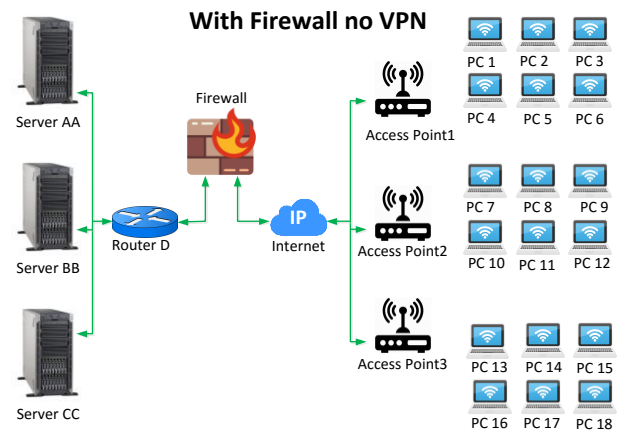 With Firewall no VPN
Server AA
Server BB
Server CC
Router D
Firewall
IP
Internet
Access Point1
Access Point2
Access Point3
PC 1 PC 2 PC 3
PC 4 PC 5 PC 6
PC 7 PC 8 PC 9
PC 10 PC 11 PC 12
PC 13 PC 14 PC 15
PC 16 PC 17 PC 18